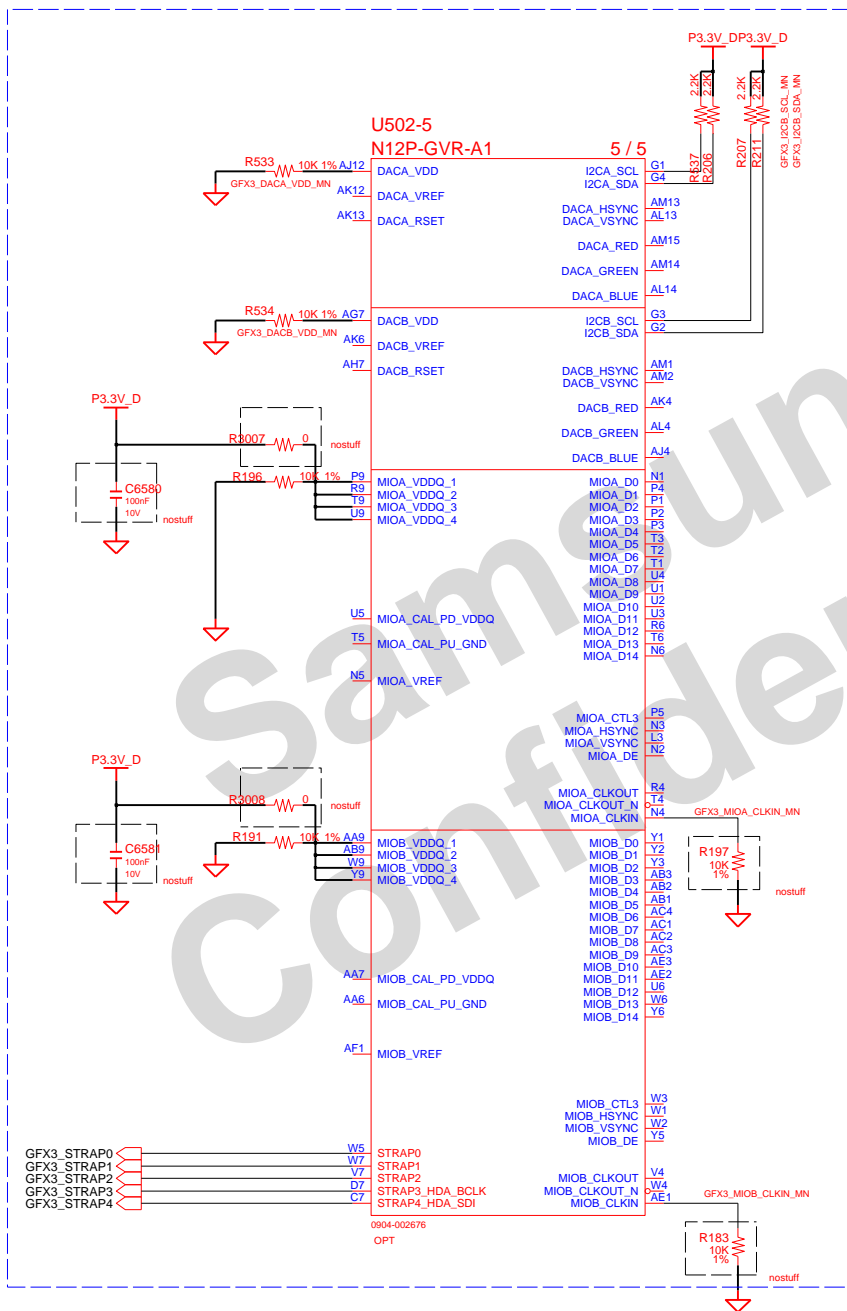 P3.3V_D P3.3V_D
2.2K
2.2K
2.2K
2.2K
GFX3_I2CB_SCL_MN
GFX3_I2CB_SDA_MN
R537
R206
R207
R211
U502-5
N12P-GVR-A1 5 / 5
R533 10K 1% AJ12 DACA_VDD I2CA_SCL G1
GFX3_DACA_VDD_MN
I2CA_SDA G4
AK12 DACA_VREF
DACA_HSYNC AM13
AK13 DACA_RSET DACA_VSYNC AL13
DACA_RED AM15
DACA_GREEN AM14
DACA_BLUE AL14
R534 10K 1% AG7 DACB_VDD I2CB_SCL G3
GFX3_DACB_VDD_MN
I2CB_SDA G2
AK6 DACB_VREF
AH7 DACB_RSET DACB_HSYNC AM1
DACB_VSYNC AM2
DACB_RED AK4
DACB_GREEN AL4
DACB_BLUE AJ4
P3.3V_D
R3007 0
nostuff
R196 10K 1% P9 MIOA_VDDQ_1 MIOA_D0 N1
R9 MIOA_VDDQ_2 MIOA_D1 P4
T9 MIOA_VDDQ_3 MIOA_D2 P1
U9 MIOA_VDDQ_4 MIOA_D3 P2
C6580
100nF
10V
nostuff
MIOA_D4 P3
MIOA_D5 T3
MIOA_D6 T2
MIOA_D7 T1
MIOA_D8 U4
MIOA_D9 U1
MIOA_D10 U2
U5 MIOA_CAL_PD_VDDQ MIOA_D11 U3
MIOA_D12 R6
T5 MIOA_CAL_PU_GND MIOA_D13 T6
MIOA_D14 N6
N5 MIOA_VREF
MIOA_CTL3 P5
MIOA_HSYNC N3
MIOA_VSYNC L3
MIOA_DE N2
MIOA_CLKOUT R4
MIOA_CLKOUT_N T4
MIOA_CLKIN N4 GFX3_MIOA_CLKIN_MN
R197
10K
1%
nostuff
P3.3V_D
R3008 0
nostuff
R191 10K 1% AA9 MIOB_VDDQ_1 MIOB_D0 Y1
AB9 MIOB_VDDQ_2 MIOB_D1 Y2
W9 MIOB_VDDQ_3 MIOB_D2 Y3
Y9 MIOB_VDDQ_4 MIOB_D3 AB3
C6581
100nF
10V
nostuff
MIOB_D4 AB2
MIOB_D5 AB1
MIOB_D6 AC4
MIOB_D7 AC1
MIOB_D8 AC2
MIOB_D9 AC3
MIOB_D10 AE3
AA7 MIOB_CAL_PD_VDDQ MIOB_D11 AE2
MIOB_D12 U6
AA6 MIOB_CAL_PU_GND MIOB_D13 W6
MIOB_D14 Y6
AF1 MIOB_VREF
MIOB_CTL3 W3
MIOB_HSYNC W1
MIOB_VSYNC W2
MIOB_DE Y5
GFX3_STRAP0 W5 STRAP0
GFX3_STRAP1 W7 STRAP1
GFX3_STRAP2 V7 STRAP2 MIOB_CLKOUT V4
GFX3_STRAP3 D7 STRAP3_HDA_BCLK MIOB_CLKOUT_N W4
GFX3_STRAP4 C7 STRAP4_HDA_SDI MIOB_CLKIN AE1 GFX3_MIOB_CLKIN_MN
0904-002676
OPT
R183
10K
1%
nostuff
Samsun
Confiden